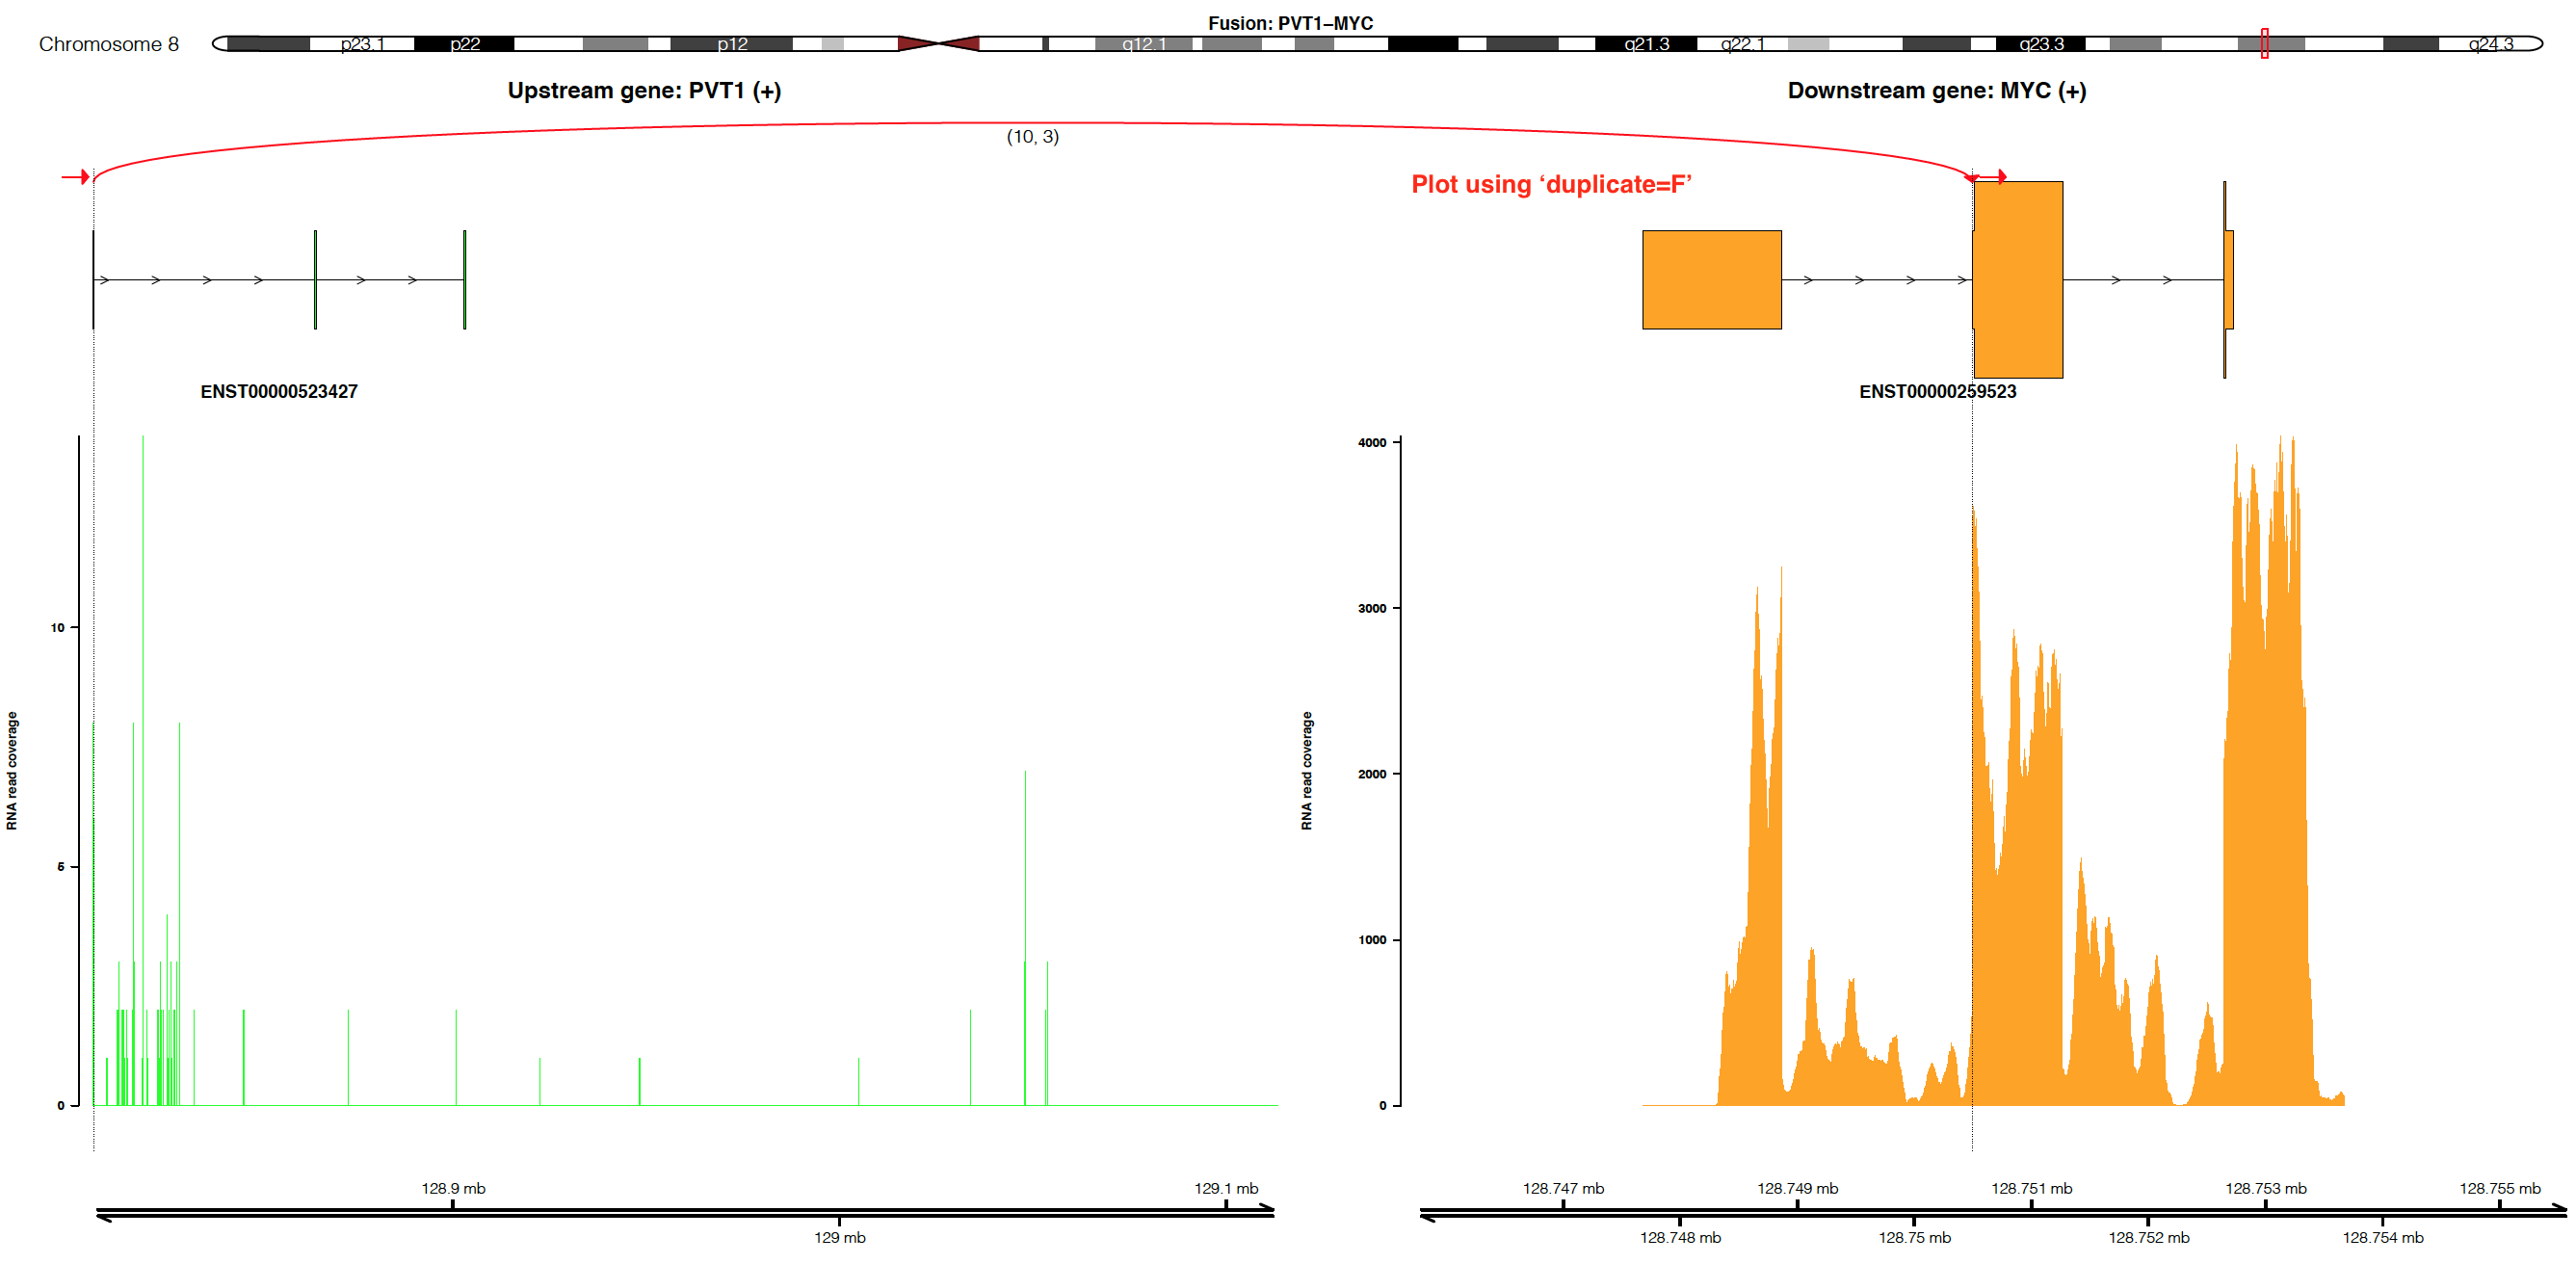 Fusion: PVT1–MYC
Chromosome 8
p23.1
p22
p12
q12.1
q21.3
q22.1
q23.3
q24.3
Upstream gene: PVT1 (+)
Downstream gene: MYC (+)
(10, 3)
Plot using ‘duplicate=F’
ENST00000523427
ENST00000259523
RNA read coverage
10
5
0
RNA read coverage
4000
3000
2000
1000
0
128.9 mb
129.1 mb
129 mb
128.747 mb
128.749 mb
128.751 mb
128.753 mb
128.755 mb
128.748 mb
128.75 mb
128.752 mb
128.754 mb